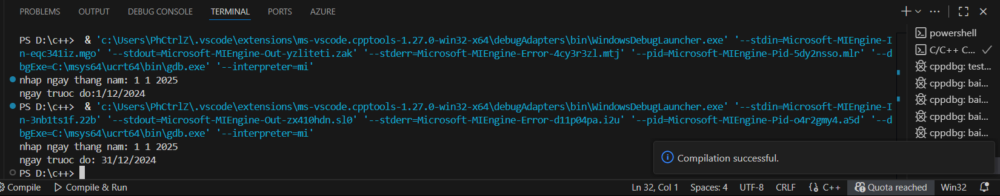 PROBLEMS OUTPUT DEBUG CONSOLE TERMINAL PORTS AZURE
PS D:\c++>  & 'c:\Users\PhCtrlZ\.vscode\extensions\ms-vscode.cpptools-1.27.0-win32-x64\debugAdapters\bin\WindowsDebugLauncher.exe' '--stdin=Microsoft-MIEngine-I
n-eqc341iz.mgo' '--stdout=Microsoft-MIEngine-Out-yzliteti.zak' '--stderr=Microsoft-MIEngine-Error-4cy3r3zl.mtj' '--pid=Microsoft-MIEngine-Pid-5dy2nsso.mlr' '--d
bgExe=C:\msys64\ucrt64\bin\gdb.exe' '--interpreter=mi'
nhap ngay thang nam: 1 1 2025
ngay truoc do:1/12/2024
PS D:\c++>  & 'c:\Users\PhCtrlZ\.vscode\extensions\ms-vscode.cpptools-1.27.0-win32-x64\debugAdapters\bin\WindowsDebugLauncher.exe' '--stdin=Microsoft-MIEngine-I
n-3nb1ts1f.22b' '--stdout=Microsoft-MIEngine-Out-zx410hdn.sl0' '--stderr=Microsoft-MIEngine-Error-d11p04pa.i2u' '--pid=Microsoft-MIEngine-Pid-o4r2gmy4.a5d' '--d
bgExe=C:\msys64\ucrt64\bin\gdb.exe' '--interpreter=mi'
nhap ngay thang nam: 1 1 2025
ngay truoc do: 31/12/2024
PS D:\c++>
powershell
C/C++ C...
cppdbg: test...
cppdbg: bai...
cppdbg: bai...
cppdbg: bai...
cppdbg: bai...
Compilation successful.
Compile Compile & Run Ln 32, Col 1 Spaces: 4 UTF-8 CRLF {} C++ Quota reached Win32